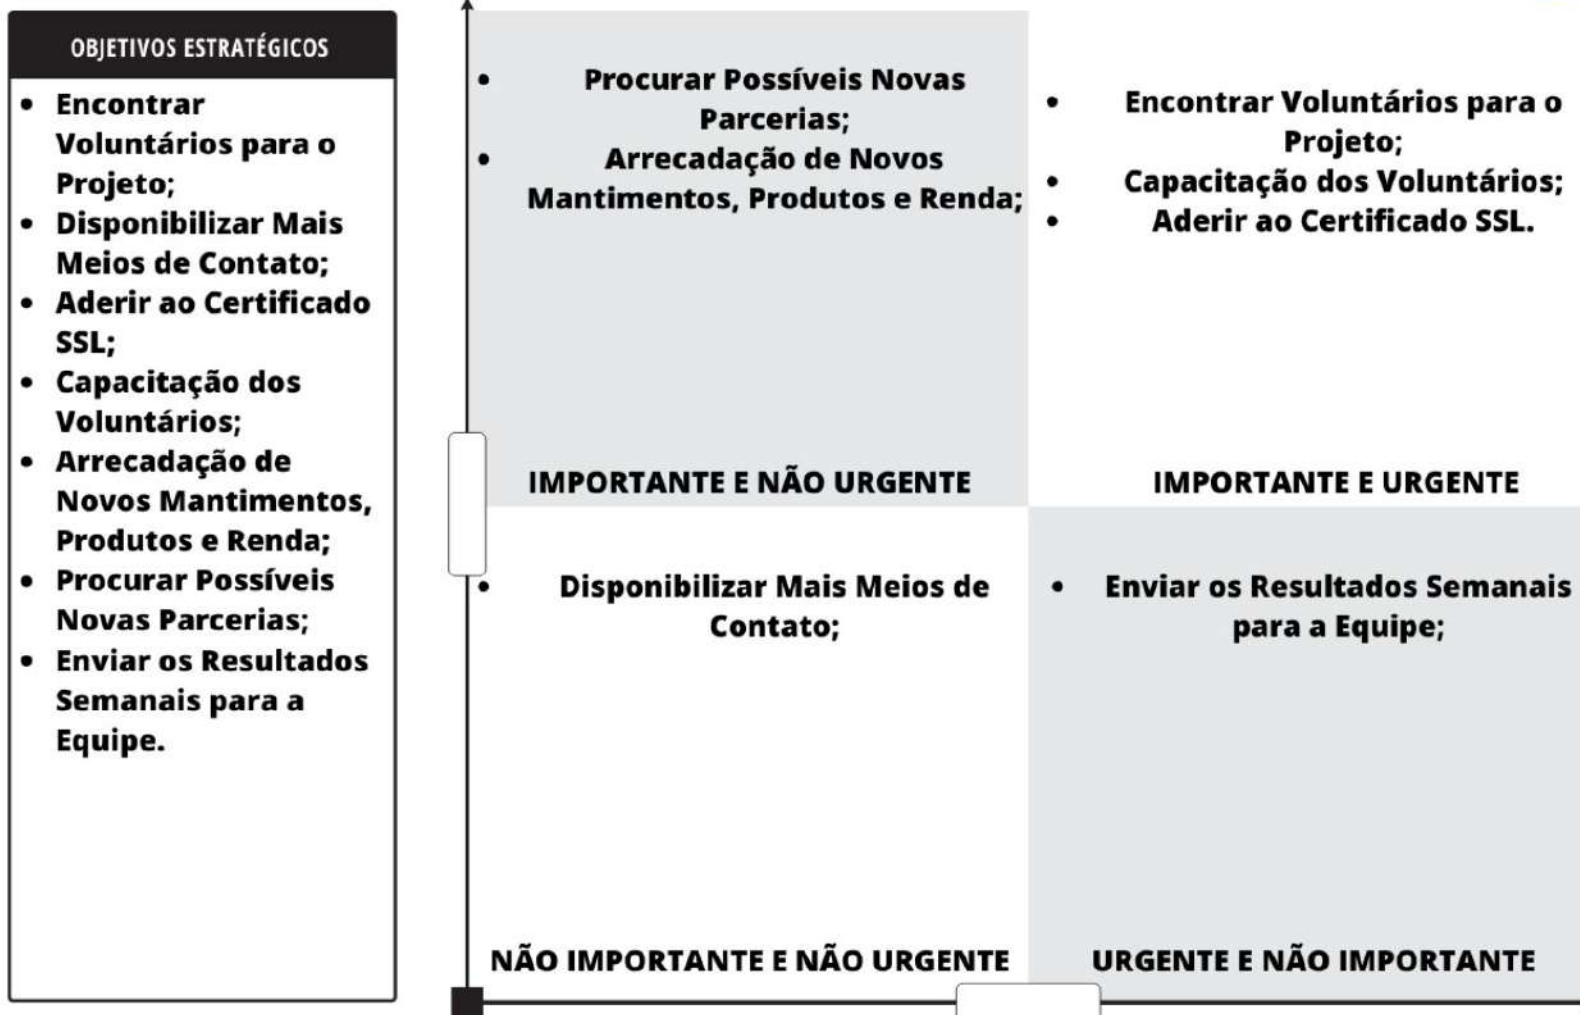 OBJETIVOS ESTRATÉGICOS
• Encontrar
Voluntários para o
Projeto;
• Disponibilizar Mais
Meios de Contato;
• Aderir ao Certificado
SSL;
• Capacitação dos
Voluntários;
• Arrecadação de
Novos Mantimentos,
Produtos e Renda;
• Procurar Possíveis
Novas Parcerias;
• Enviar os Resultados
Semanais para a
Equipe.
• Procurar Possíveis Novas
Parcerias;
• Arrecadação de Novos
Mantimentos, Produtos e Renda;
IMPORTANTE E NÃO URGENTE
• Encontrar Voluntários para o
Projeto;
• Capacitação dos Voluntários;
• Aderir ao Certificado SSL.
IMPORTANTE E URGENTE
• Disponibilizar Mais Meios de
Contato;
NÃO IMPORTANTE E NÃO URGENTE
• Enviar os Resultados Semanais
para a Equipe;
URGENTE E NÃO IMPORTANTE